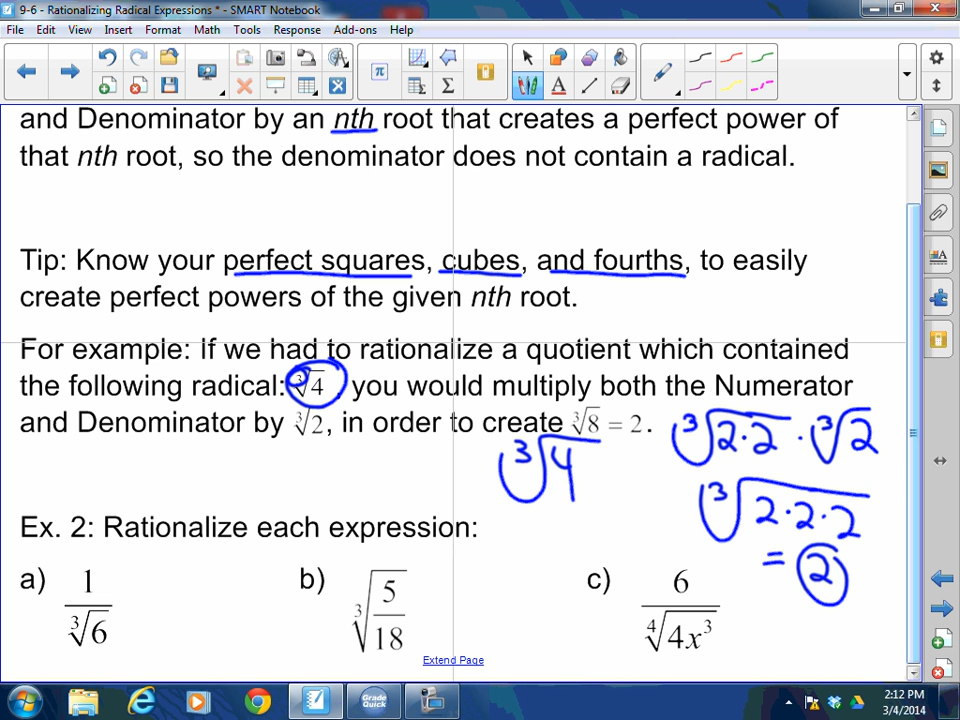 9-6 - Rationalizing Radical Expressions * - SMART Notebook
File Edit View Insert Format Math Tools Response Add-ons Help
and Denominator by an nth root that creates a perfect power of
that nth root, so the denominator does not contain a radical.
Tip: Know your perfect squares, cubes, and fourths, to easily
create perfect powers of the given nth root.
For example: If we had to rationalize a quotient which contained
the following radical: ∛4 , you would multiply both the Numerator
and Denominator by ∛2, in order to create ∛8 = 2.
∛4
∛(2·2) · ∛2
∛(2·2·2)
= 2
Ex. 2: Rationalize each expression:
a) 1/∛6 b) ∛(5/18) c) 6/∜(4x³)
Extend Page
Grade Quick
2:12 PM
3/4/2014